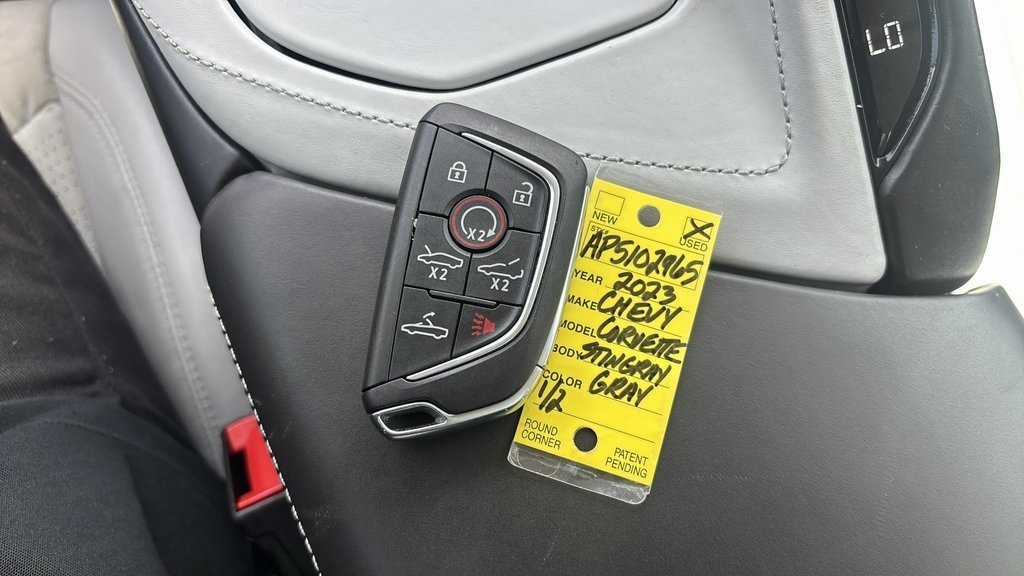 LO
X2
X2
X2
NEW
USED
STK
AP5102965
YEAR 2023
MAKE CHEVY
MODEL CORVETTE
BODY STINGRAY
COLOR GRAY
1/2
ROUND CORNER
PATENT PENDING